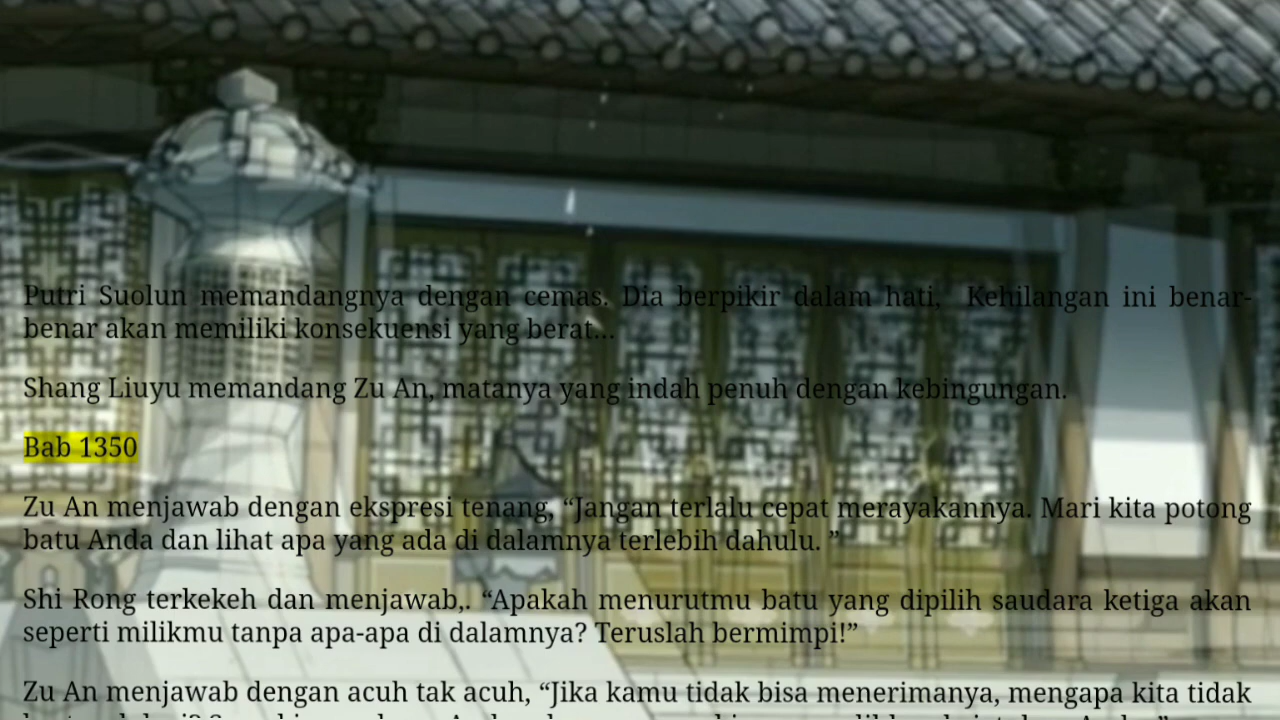 Putri Suolun memandangnya dengan cemas. Dia berpikir dalam hati,  Kehilangan ini benar-
benar akan memiliki konsekuensi yang berat...
Shang Liuyu memandang Zu An, matanya yang indah penuh dengan kebingungan.
Bab 1350
Zu An menjawab dengan ekspresi tenang, “Jangan terlalu cepat merayakannya. Mari kita potong
batu Anda dan lihat apa yang ada di dalamnya terlebih dahulu. ”
Shi Rong terkekeh dan menjawab,. “Apakah menurutmu batu yang dipilih saudara ketiga akan
seperti milikmu tanpa apa-apa di dalamnya? Teruslah bermimpi!”
Zu An menjawab dengan acuh tak acuh, “Jika kamu tidak bisa menerimanya, mengapa kita tidak